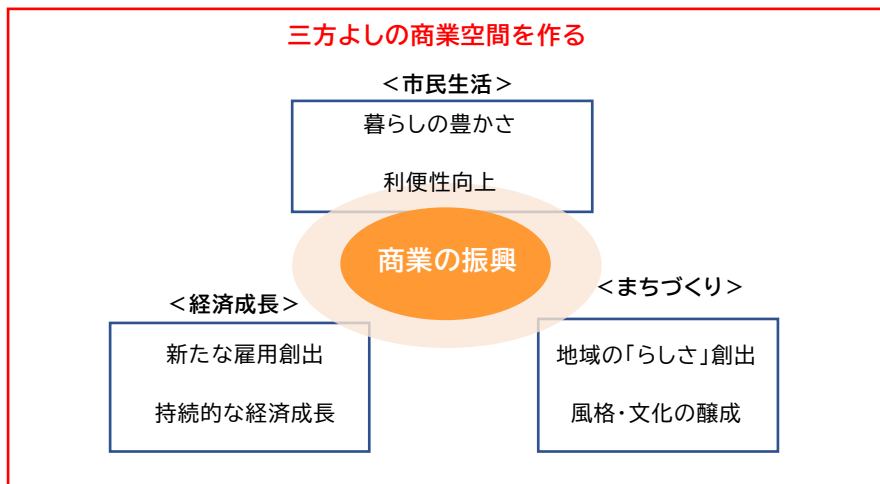 三方よしの商業空間を作る
＜市民生活＞
暮らしの豊かさ
利便性向上
商業の振興
＜経済成長＞
新たな雇用創出
持続的な経済成長
＜まちづくり＞
地域の「らしさ」創出
風格・文化の醸成